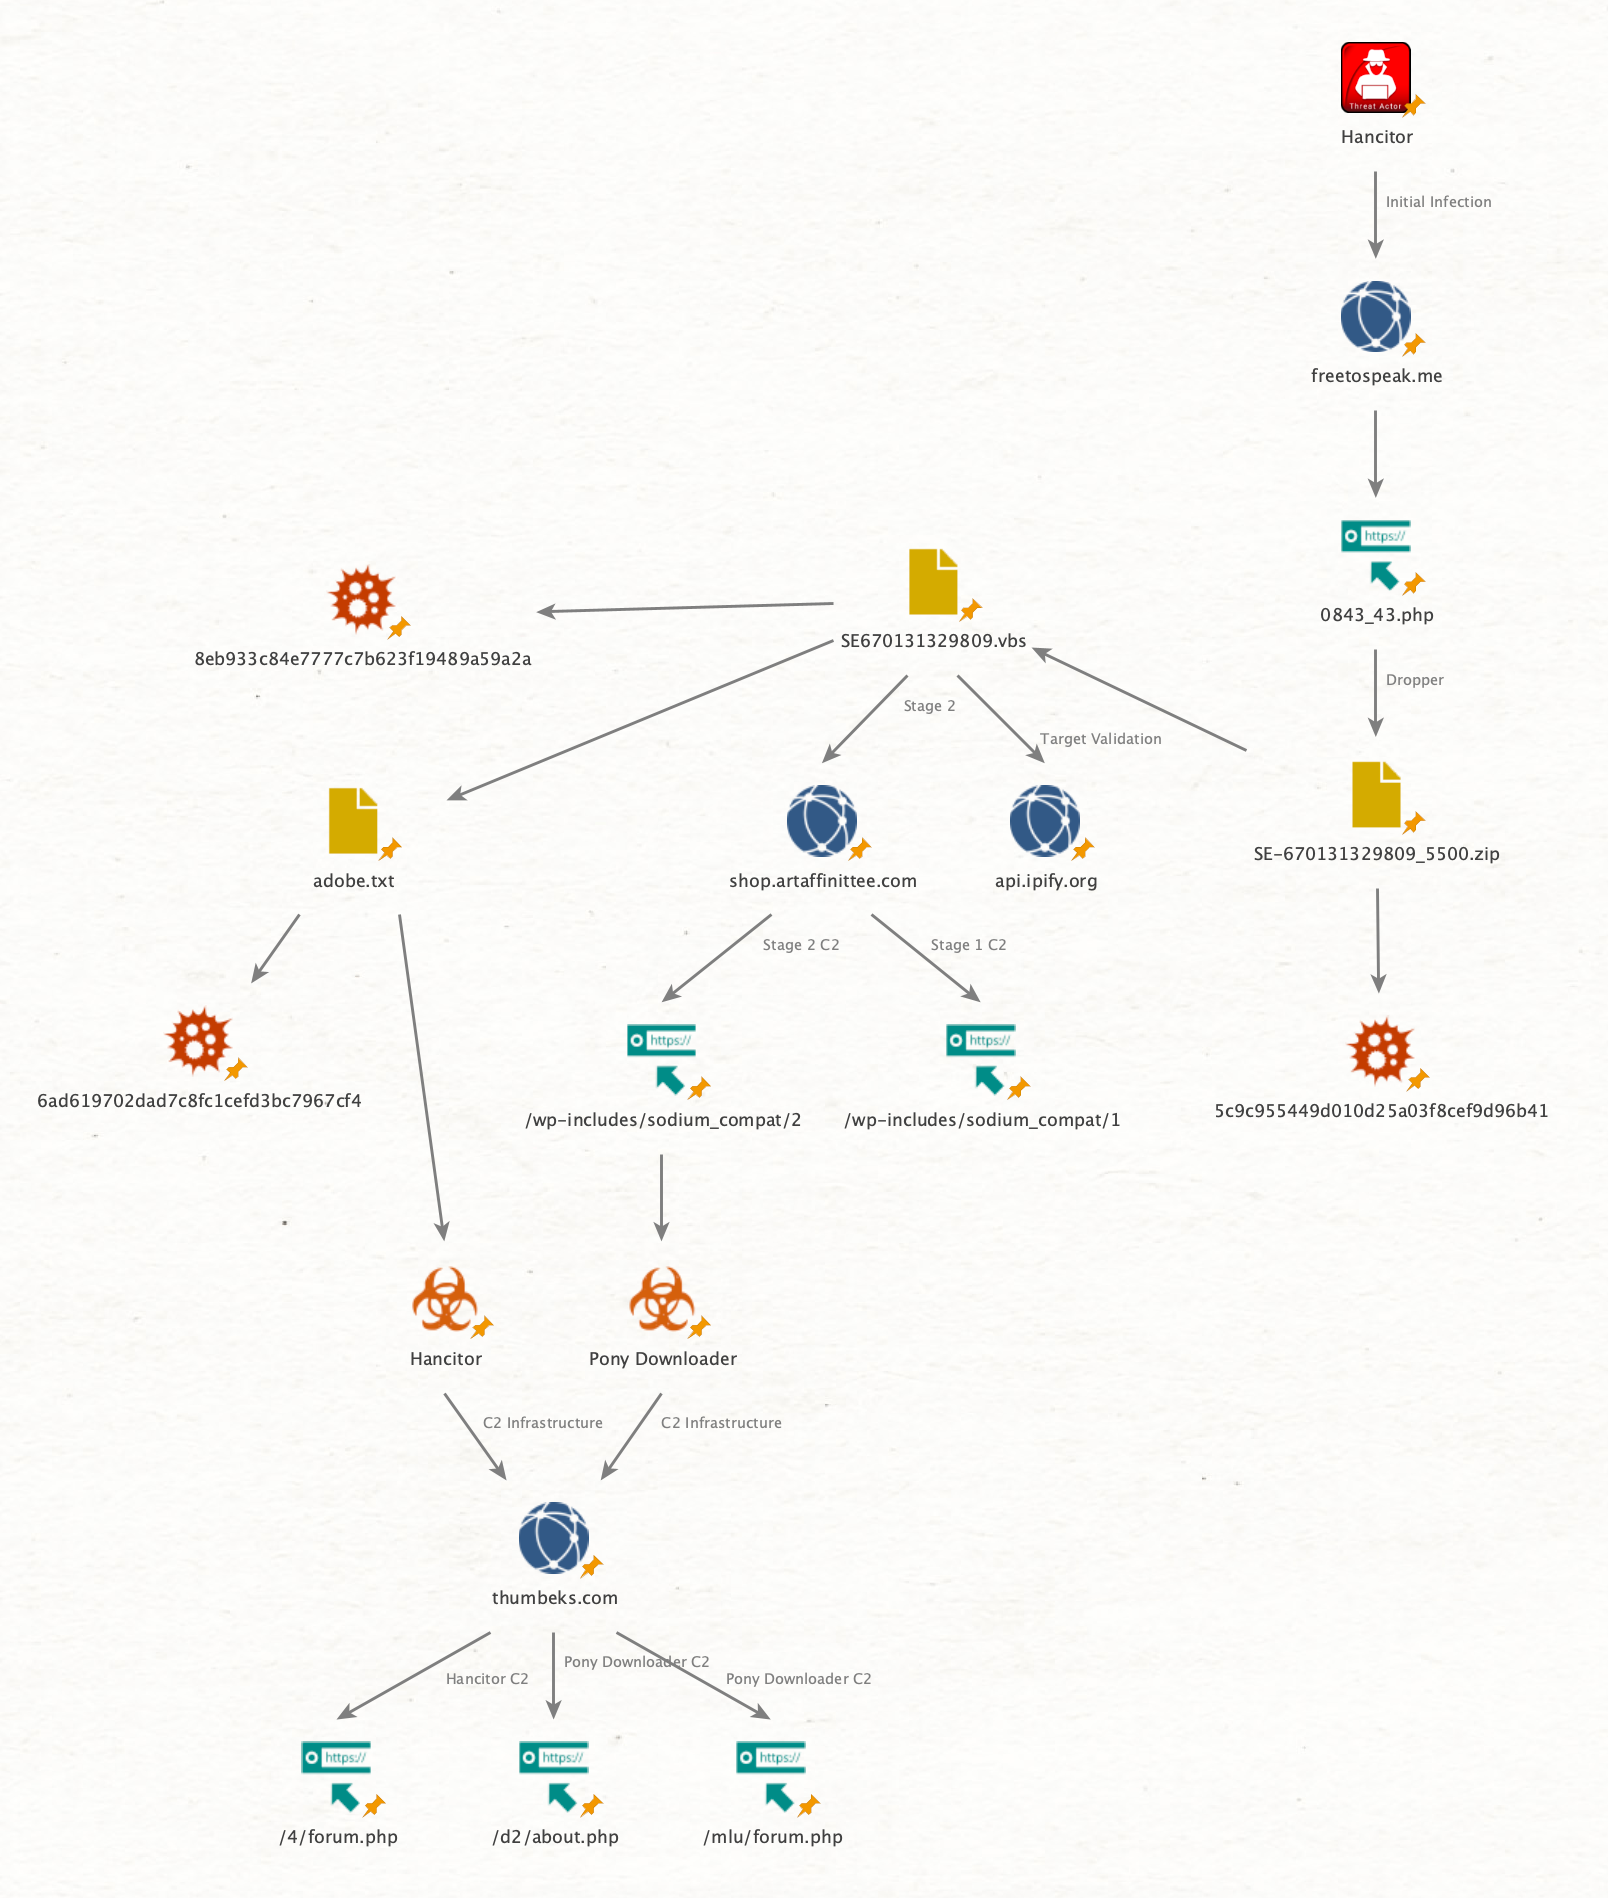 Threat Actor
Hancitor
Initial Infection
freetospeak.me
https://
0843_43.php
8eb933c84e7777c7b623f19489a59a2a
SE670131329809.vbs
Dropper
Stage 2
Target Validation
SE-670131329809_5500.zip
adobe.txt
shop.artaffinittee.com
api.ipify.org
Stage 2 C2
Stage 1 C2
https://
https://
6ad619702dad7c8fc1cefd3bc7967cf4
/wp-includes/sodium_compat/2
/wp-includes/sodium_compat/1
5c9c955449d010d25a03f8cef9d96b41
Hancitor
Pony Downloader
C2 Infrastructure
C2 Infrastructure
thumbeks.com
Hancitor C2
Pony Downloader C2
Pony Downloader C2
https://
https://
https://
/4/forum.php
/d2/about.php
/mlu/forum.php